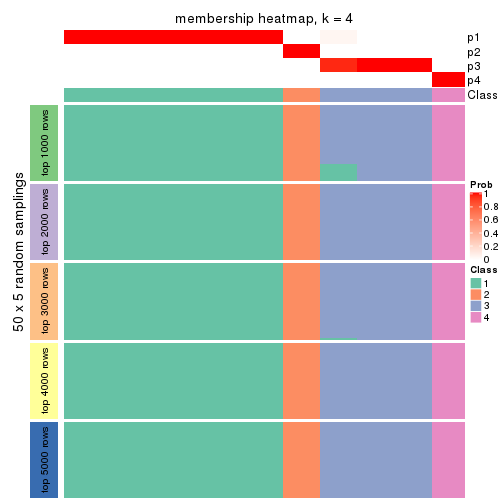 membership heatmap, k = 4
p1
p2
p3
p4
Class
50 x 5 random samplings
top 1000 rows
top 2000 rows
top 3000 rows
top 4000 rows
top 5000 rows
Prob
1
0.8
0.6
0.4
0.2
0
Class
1
2
3
4